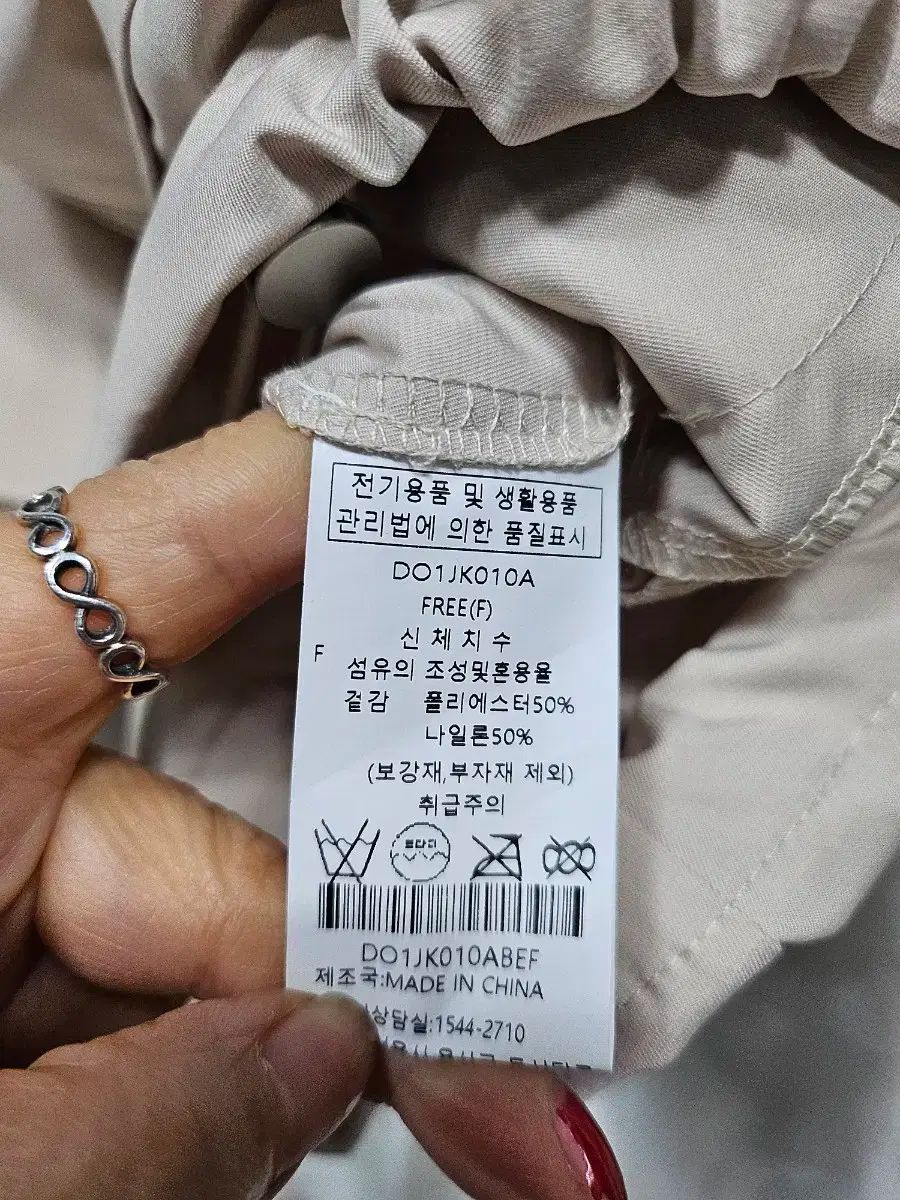 전기용품 및 생활용품
관리법에 의한 품질표시
DO1JK010A
FREE(F)
신체치수
F
섬유의 조성및혼용율
겉감 폴리에스터50%
나일론50%
(보강재,부자재 제외)
취급주의
드라이
DO1JK010ABEF
제조국:MADE IN CHINA
상담실:1544-2710